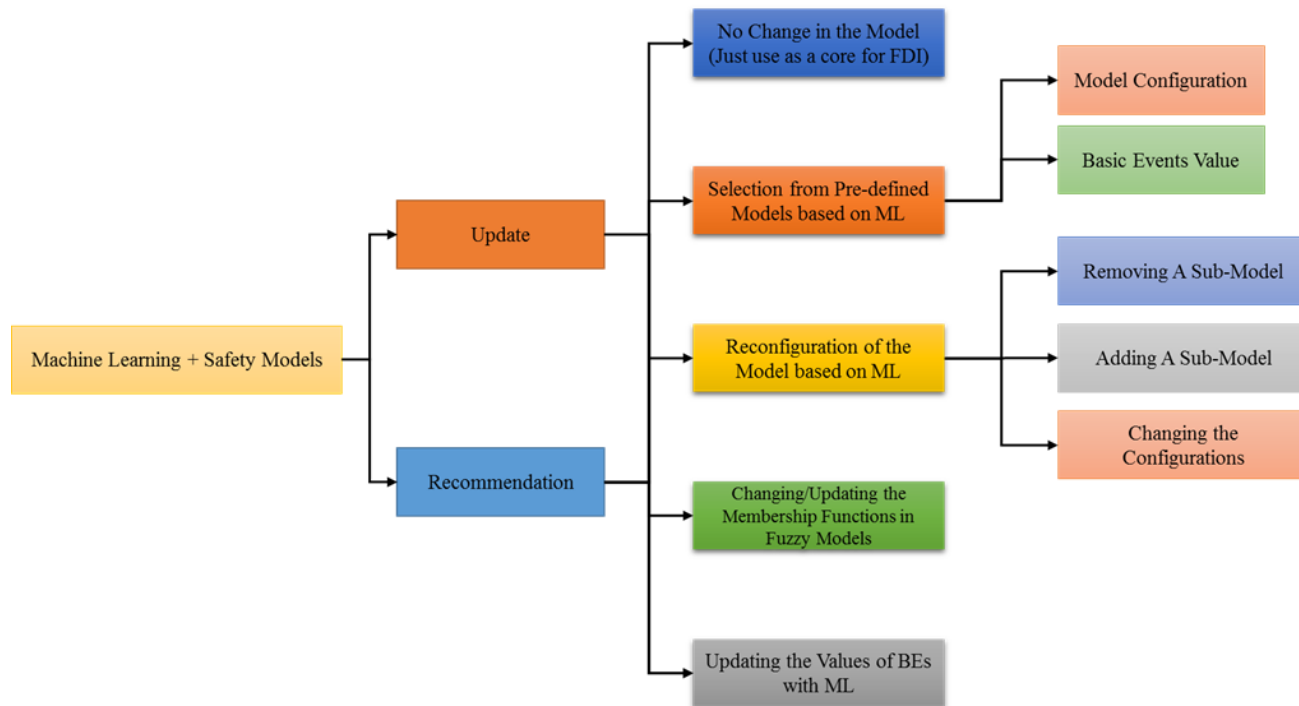 Machine Learning + Safety Models
Update
Recommendation
No Change in the Model
(Just use as a core for FDI)
Selection from Pre-defined
Models based on ML
Reconfiguration of the
Model based on ML
Changing/Updating the
Membership Functions in
Fuzzy Models
Updating the Values of BEs
with ML
Model Configuration
Basic Events Value
Removing A Sub-Model
Adding A Sub-Model
Changing the
Configurations